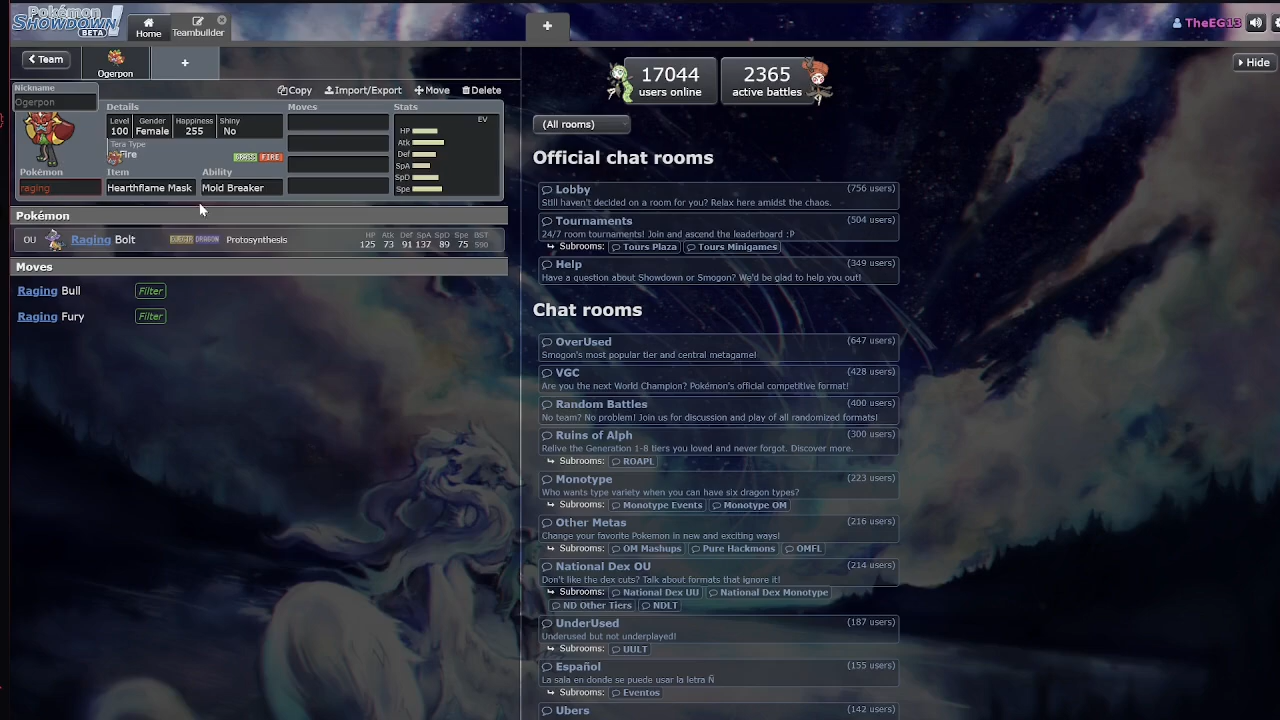 Pokémon
SHOWDOWN!
BETA
Home
Teambuilder
+
TheEG13
< Team
Ogerpon
+
Hide
17044
users online
2365
active battles
Nickname
Ogerpon
Copy
Import/Export
Move
Delete
Details
Moves
Stats
Level
100
Gender
Female
Happiness
255
Shiny
No
EV
HP
Atk
Def
SpA
SpD
Spe
Tera Type
Fire
GRASS FIRE
Pokémon
Item
Ability
raging
Hearthflame Mask
Mold Breaker
Pokémon
OU Raging Bolt ELECTR DRAGON Protosynthesis
HP Atk Def SpA SpD Spe BST
125 73 91 137 89 75 590
Moves
Raging Bull Filter
Raging Fury Filter
(All rooms)
Official chat rooms
Lobby (756 users)
Still haven't decided on a room for you? Relax here amidst the chaos.
Tournaments (504 users)
24/7 room tournaments! Join and ascend the leaderboard :P
Subrooms: Tours Plaza Tours Minigames
Help (349 users)
Have a question about Showdown or Smogon? We'd be glad to help you out!
Chat rooms
OverUsed (647 users)
Smogon's most popular tier and central metagame!
VGC (428 users)
Are you the next World Champion? Pokémon's official competitive format!
Random Battles (400 users)
No team? No problem! Join us for discussion and play of all randomized formats!
Ruins of Alph (300 users)
Relive the Generation 1-8 tiers you loved and never forgot. Discover more.
Subrooms: ROAPL
Monotype (223 users)
Who wants type variety when you can have six dragon types?
Subrooms: Monotype Events Monotype OM
Other Metas (216 users)
Change your favorite Pokemon in new and exciting ways!
Subrooms: OM Mashups Pure Hackmons OMFL
National Dex OU (214 users)
Don't like the dex cuts? Talk about formats that ignore it!
Subrooms: National Dex UU National Dex Monotype
ND Other Tiers NDLT
UnderUsed (187 users)
Underused but not underplayed!
Subrooms: UULT
Español (155 users)
La sala en donde se puede usar la letra Ñ
Subrooms: Eventos
Ubers (142 users)